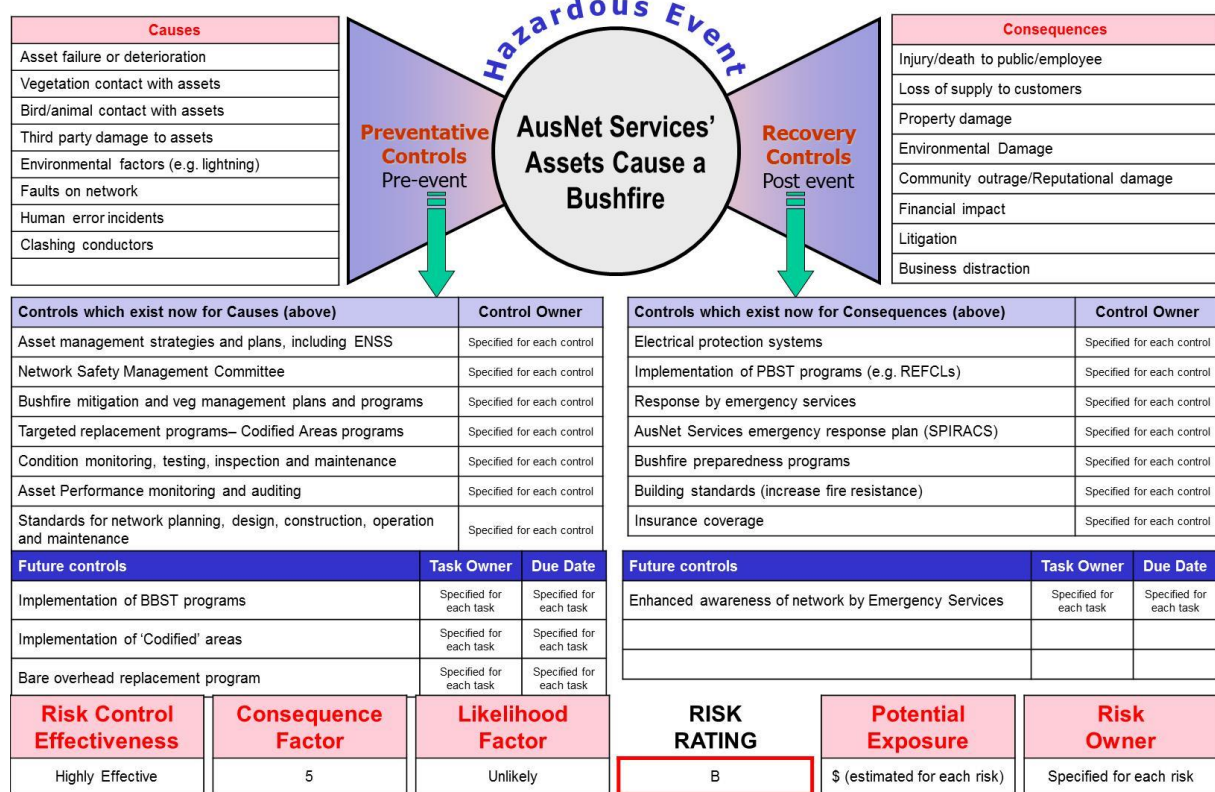 Hazardous Event
Causes
Asset failure or deterioration
Vegetation contact with assets
Bird/animal contact with assets
Third party damage to assets
Environmental factors (e.g. lightning)
Faults on network
Human error incidents
Clashing conductors
Preventative
Controls
Pre-event
AusNet Services’
Assets Cause a
Bushfire
Recovery
Controls
Post event
Consequences
Injury/death to public/employee
Loss of supply to customers
Property damage
Environmental Damage
Community outrage/Reputational damage
Financial impact
Litigation
Business distraction
Controls which exist now for Causes (above) Control Owner
Asset management strategies and plans, including ENSS Specified for each control
Network Safety Management Committee Specified for each control
Bushfire mitigation and veg management plans and programs Specified for each control
Targeted replacement programs– Codified Areas programs Specified for each control
Condition monitoring, testing, inspection and maintenance Specified for each control
Asset Performance monitoring and auditing Specified for each control
Standards for network planning, design, construction, operation
and maintenance Specified for each control
Controls which exist now for Consequences (above) Control Owner
Electrical protection systems Specified for each control
Implementation of PBST programs (e.g. REFCLs) Specified for each control
Response by emergency services Specified for each control
AusNet Services emergency response plan (SPIRACS) Specified for each control
Bushfire preparedness programs Specified for each control
Building standards (increase fire resistance) Specified for each control
Insurance coverage Specified for each control
Future controls Task Owner Due Date
Implementation of BBST programs Specified for each task Specified for each task
Implementation of ‘Codified’ areas Specified for each task Specified for each task
Bare overhead replacement program Specified for each task Specified for each task
Future controls Task Owner Due Date
Enhanced awareness of network by Emergency Services Specified for each task Specified for each task
Risk Control
Effectiveness
Highly Effective
Consequence
Factor
5
Likelihood
Factor
Unlikely
RISK
RATING
B
Potential
Exposure
$ (estimated for each risk)
Risk
Owner
Specified for each risk